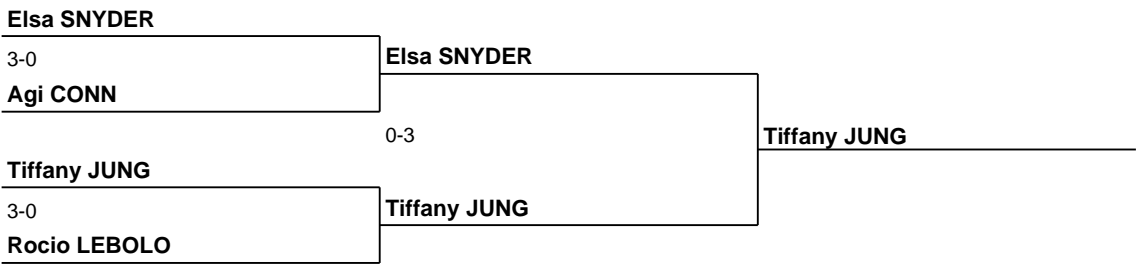 Elsa SNYDER
3-0
Elsa SNYDER
Agi CONN
0-3
Tiffany JUNG
Tiffany JUNG
3-0
Tiffany JUNG
Rocio LEBOLO